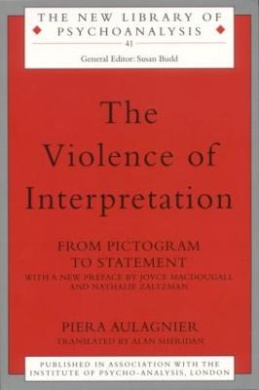 THE NEW LIBRARY OF
PSYCHOANALYSIS
41
General Editor: Susan Budd
The
Violence of
Interpretation
FROM PICTOGRAM
TO STATEMENT
WITH A NEW PREFACE BY JOYCE MACDOUGALL
AND NATHALIE ZALTZMAN
PIERA AULAGNIER
TRANSLATED BY ALAN SHERIDAN
PUBLISHED IN ASSOCIATION WITH THE
INSTITUTE OF PSYCHO-ANALYSIS, LONDON